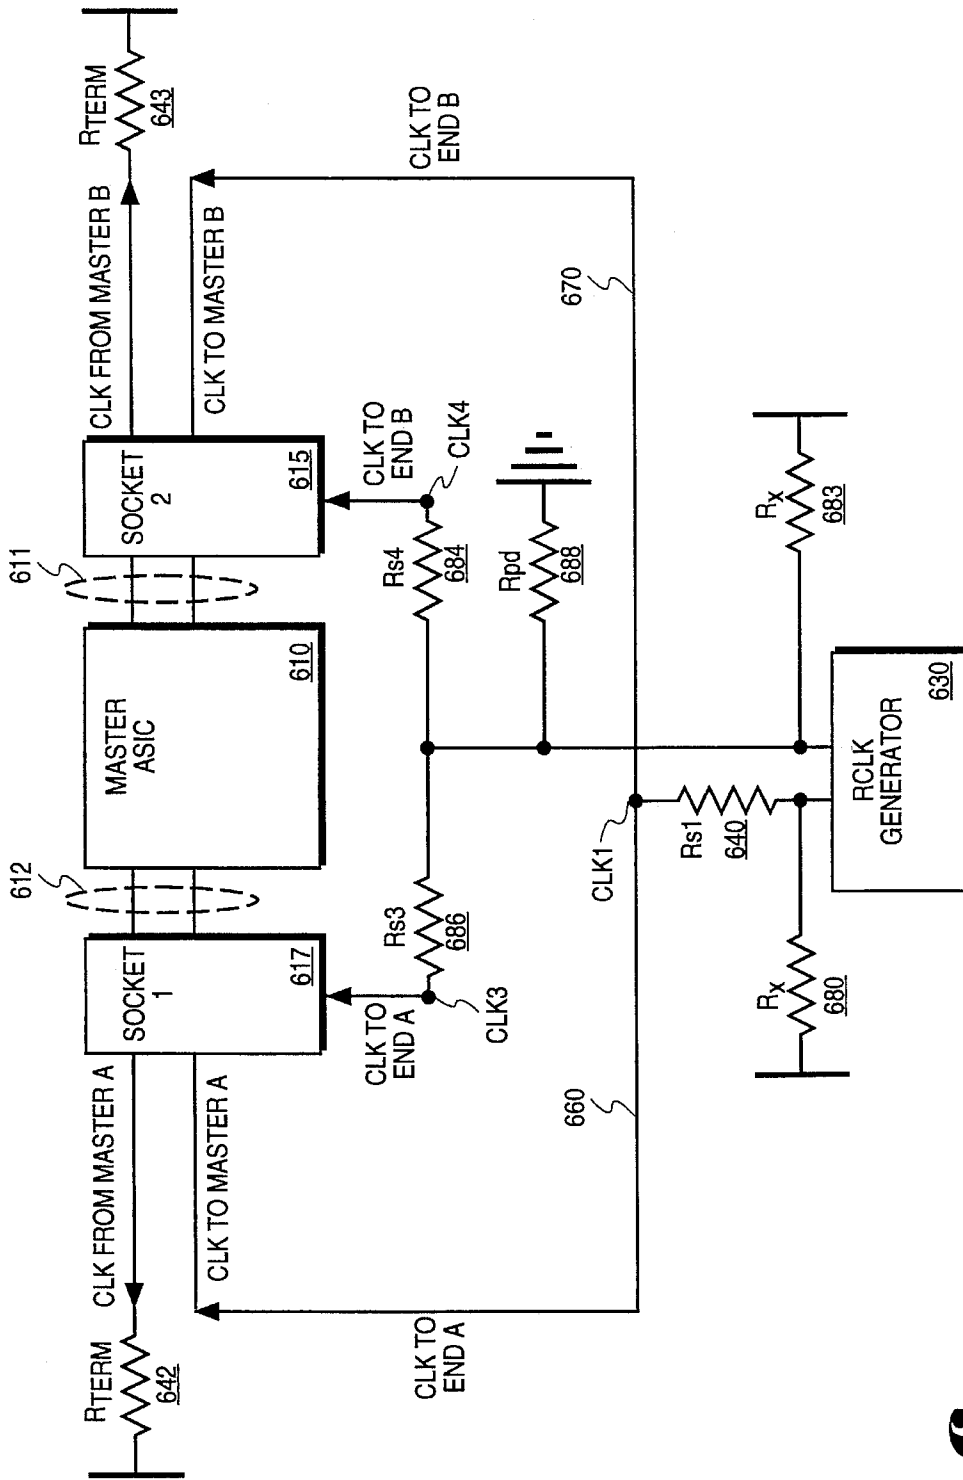 RTERM
642
CLK FROM MASTER A
CLK TO MASTER A
CLK TO
END A
SOCKET
1
617
612
MASTER
ASIC
610
611
SOCKET
2
615
CLK FROM MASTER B
CLK TO MASTER B
RTERM
643
CLK TO
END B
CLK TO
END A
CLK3
Rs3
686
Rs4
684
CLK TO
END B
CLK4
Rpd
688
660
CLK1
670
Rs1
640
Rx
680
Rx
683
RCLK
GENERATOR
630